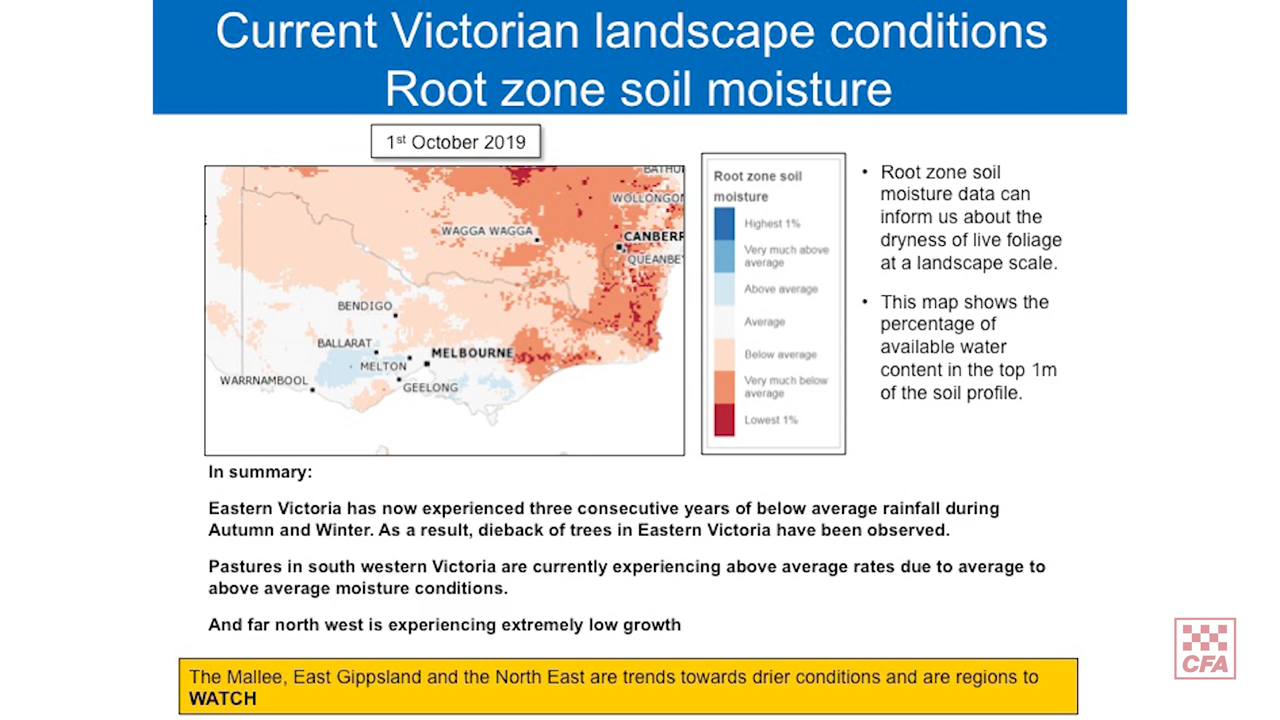 Current Victorian landscape conditions
Root zone soil moisture
1st October 2019
BATHU
WOLLONGO
WAGGA WAGGA
CANBERR
QUEANBEY
BENDIGO
BALLARAT
MELBOURNE
MELTON
WARRNAMBOOL
GEELONG
Root zone soil
moisture
Highest 1%
Very much above
average
Above average
Average
Below average
Very much below
average
Lowest 1%
• Root zone soil
moisture data can
inform us about the
dryness of live foliage
at a landscape scale.
• This map shows the
percentage of
available water
content in the top 1m
of the soil profile.
In summary:
Eastern Victoria has now experienced three consecutive years of below average rainfall during
Autumn and Winter. As a result, dieback of trees in Eastern Victoria have been observed.
Pastures in south western Victoria are currently experiencing above average rates due to average to
above average moisture conditions.
And far north west is experiencing extremely low growth
The Mallee, East Gippsland and the North East are trends towards drier conditions and are regions to
WATCH
CFA